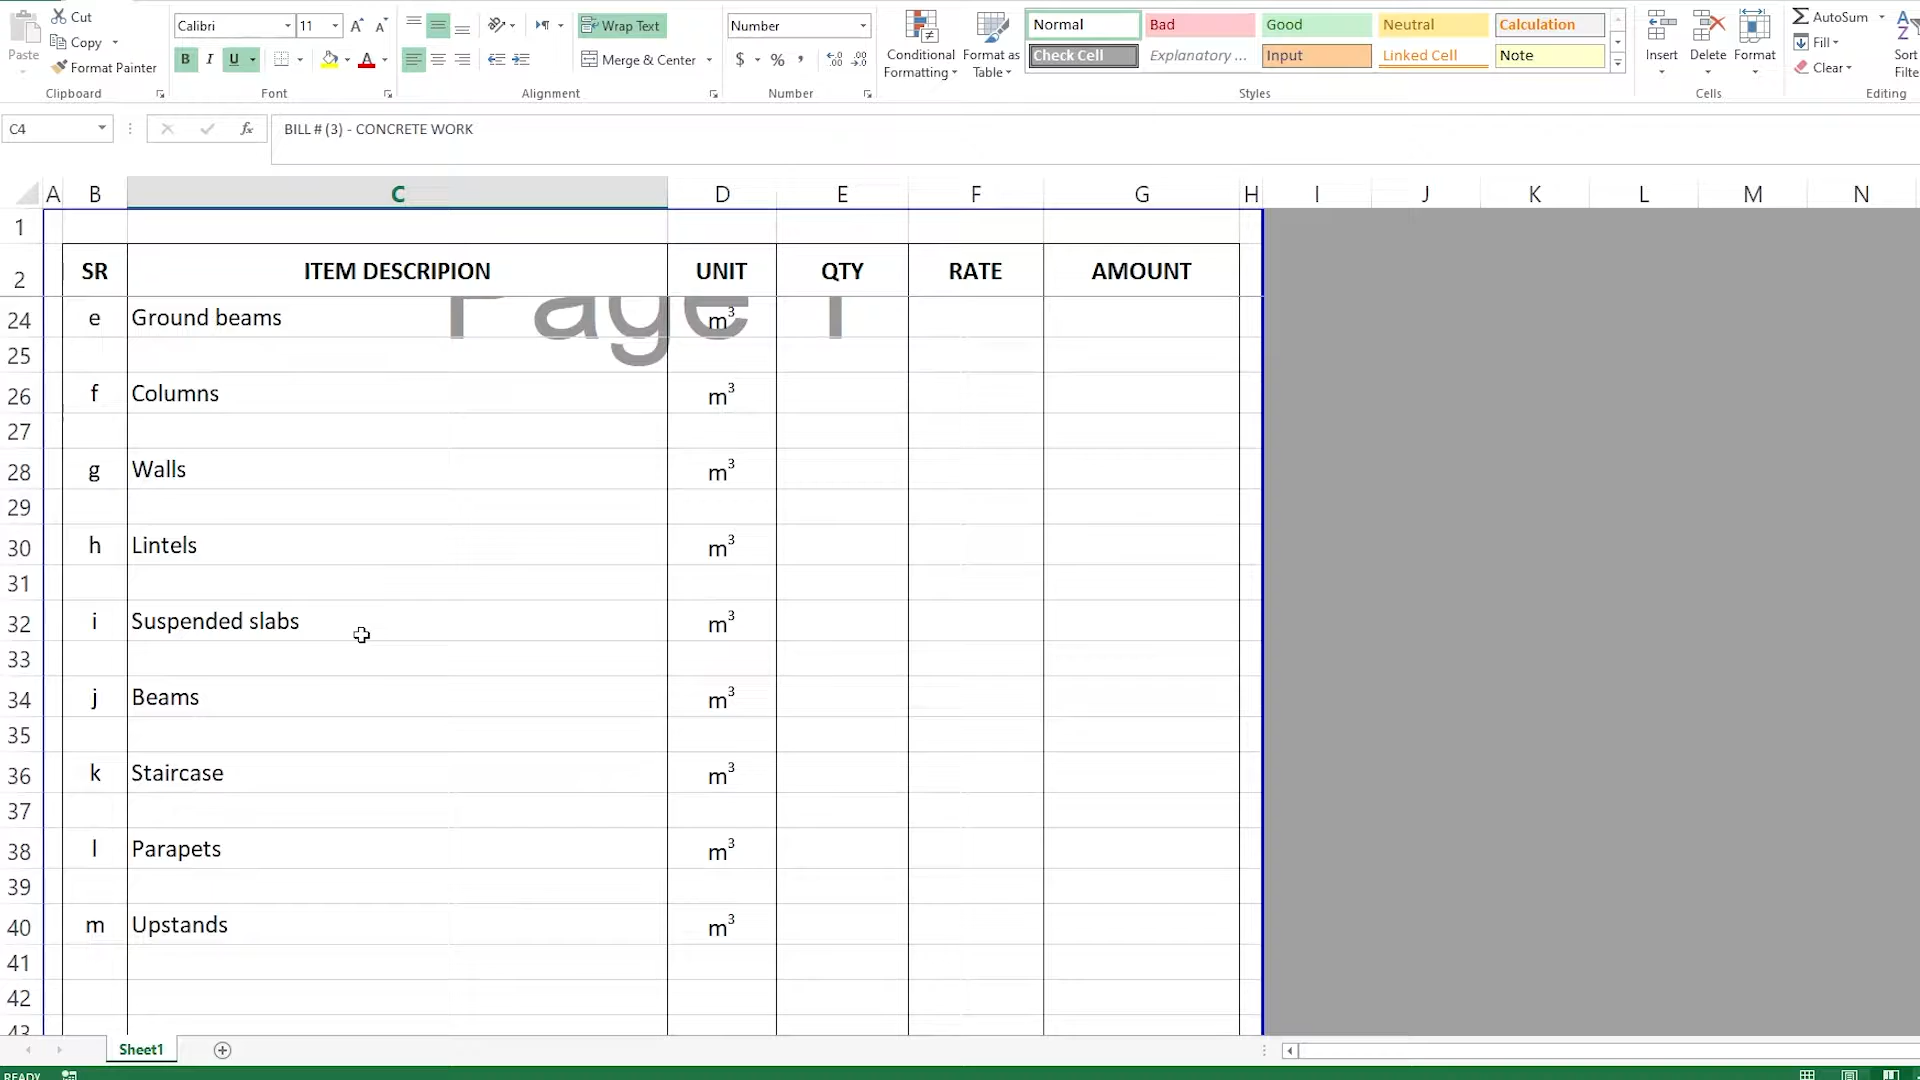 Cut
Calibri 11 Wrap Text Number Normal Bad Good Neutral Calculation AutoSum
Paste Copy Conditional Formatting Format as Table Insert Delete Format Fill Sort Filte
Format Painter B I U Merge & Center $ % , Check Cell Explanatory ... Input Linked Cell Note Clear
Clipboard Font Alignment Number Styles Cells Editing
C4 fx BILL # (3) - CONCRETE WORK
A B C D E F G H I J K L M N
1
2 SR ITEM DESCRIPION UNIT QTY RATE AMOUNT
Page 1
24 e Ground beams m³
25
26 f Columns m³
27
28 g Walls m³
29
30 h Lintels m³
31
32 i Suspended slabs m³
33
34 j Beams m³
35
36 k Staircase m³
37
38 l Parapets m³
39
40 m Upstands m³
41
42
43
Sheet1
READY